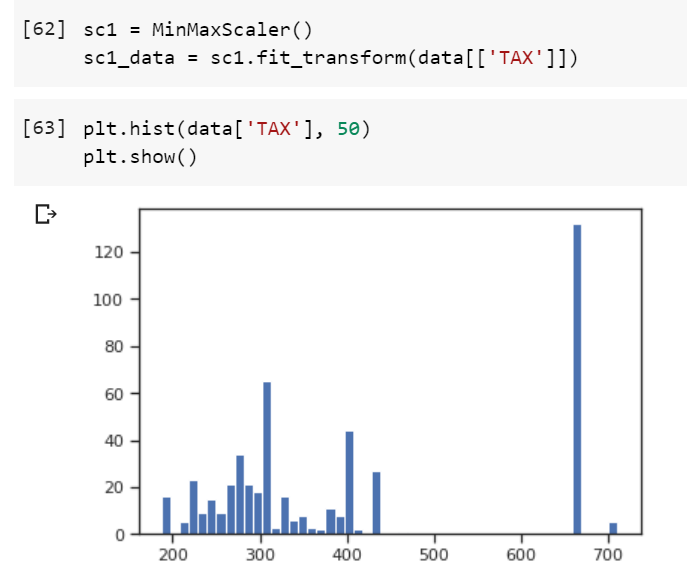 [62] sc1 = MinMaxScaler()
sc1_data = sc1.fit_transform(data[['TAX']])
[63] plt.hist(data['TAX'], 50)
plt.show()
120
100
80
60
40
20
0
200 300 400 500 600 700